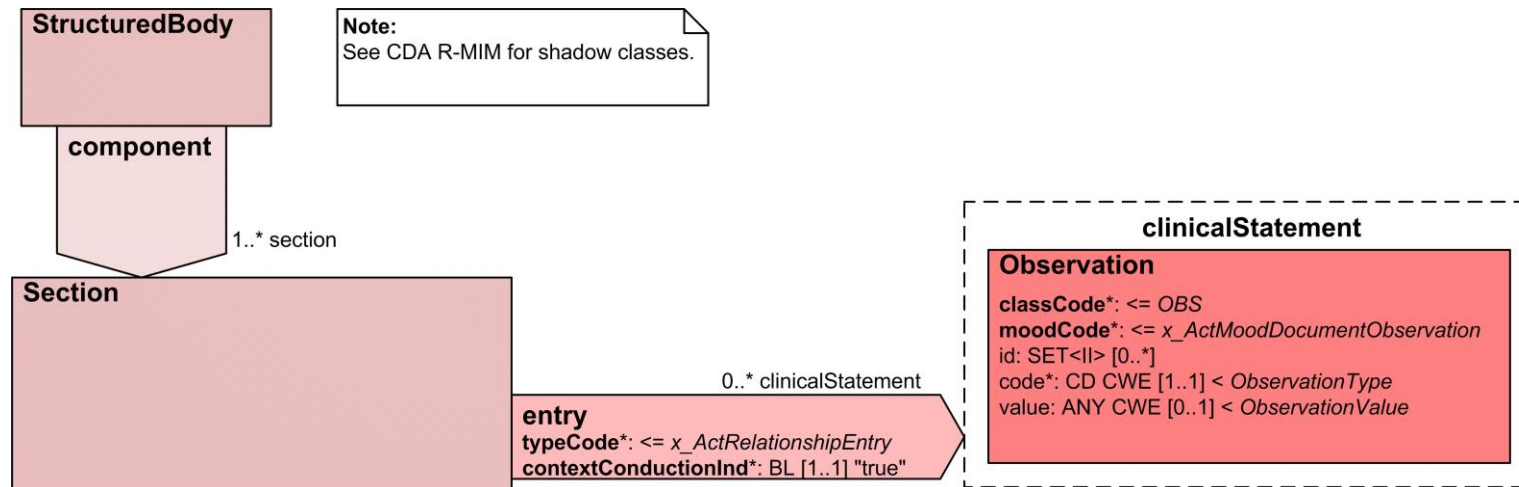 StructuredBody
Note:
See CDA R-MIM for shadow classes.
component
1..* section
Section
clinicalStatement
Observation
classCode*: <= OBS
moodCode*: <= x_ActMoodDocumentObservation
id: SET<II> [0..*]
code*: CD CWE [1..1] < ObservationType
value: ANY CWE [0..1] < ObservationValue
0..* clinicalStatement
entry
typeCode*: <= x_ActRelationshipEntry
contextConductionInd*: BL [1..1] "true"